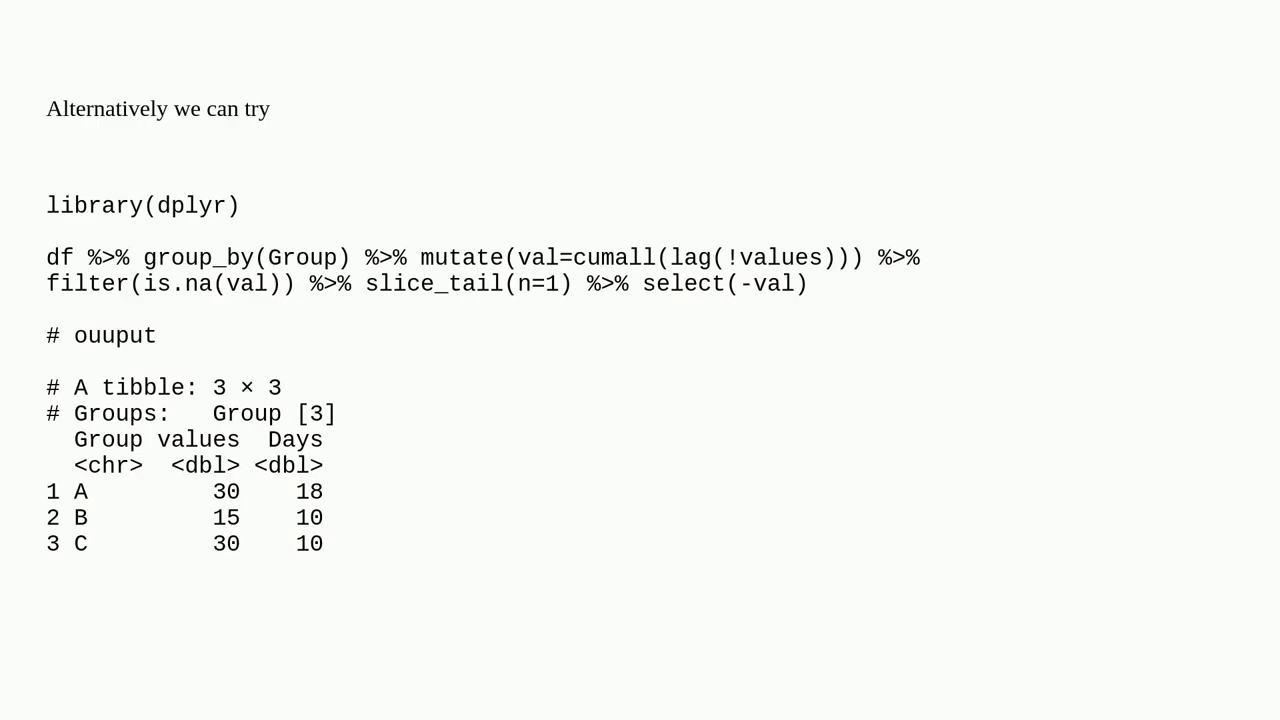 Alternatively we can try
library(dplyr)
df %>% group_by(Group) %>% mutate(val=cumall(lag(!values))) %>%
filter(is.na(val)) %>% slice_tail(n=1) %>% select(-val)
# ouuput
# A tibble: 3 × 3
# Groups:   Group [3]
  Group values  Days
  <chr>  <dbl> <dbl>
1 A         30    18
2 B         15    10
3 C         30    10